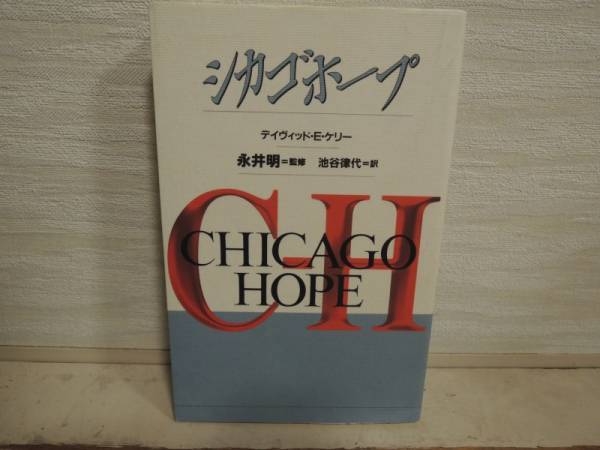 シカゴホープ
デイヴィッド・E・ケリー
永井明=監修 池谷律代=訳
CH
CHICAGO
HOPE